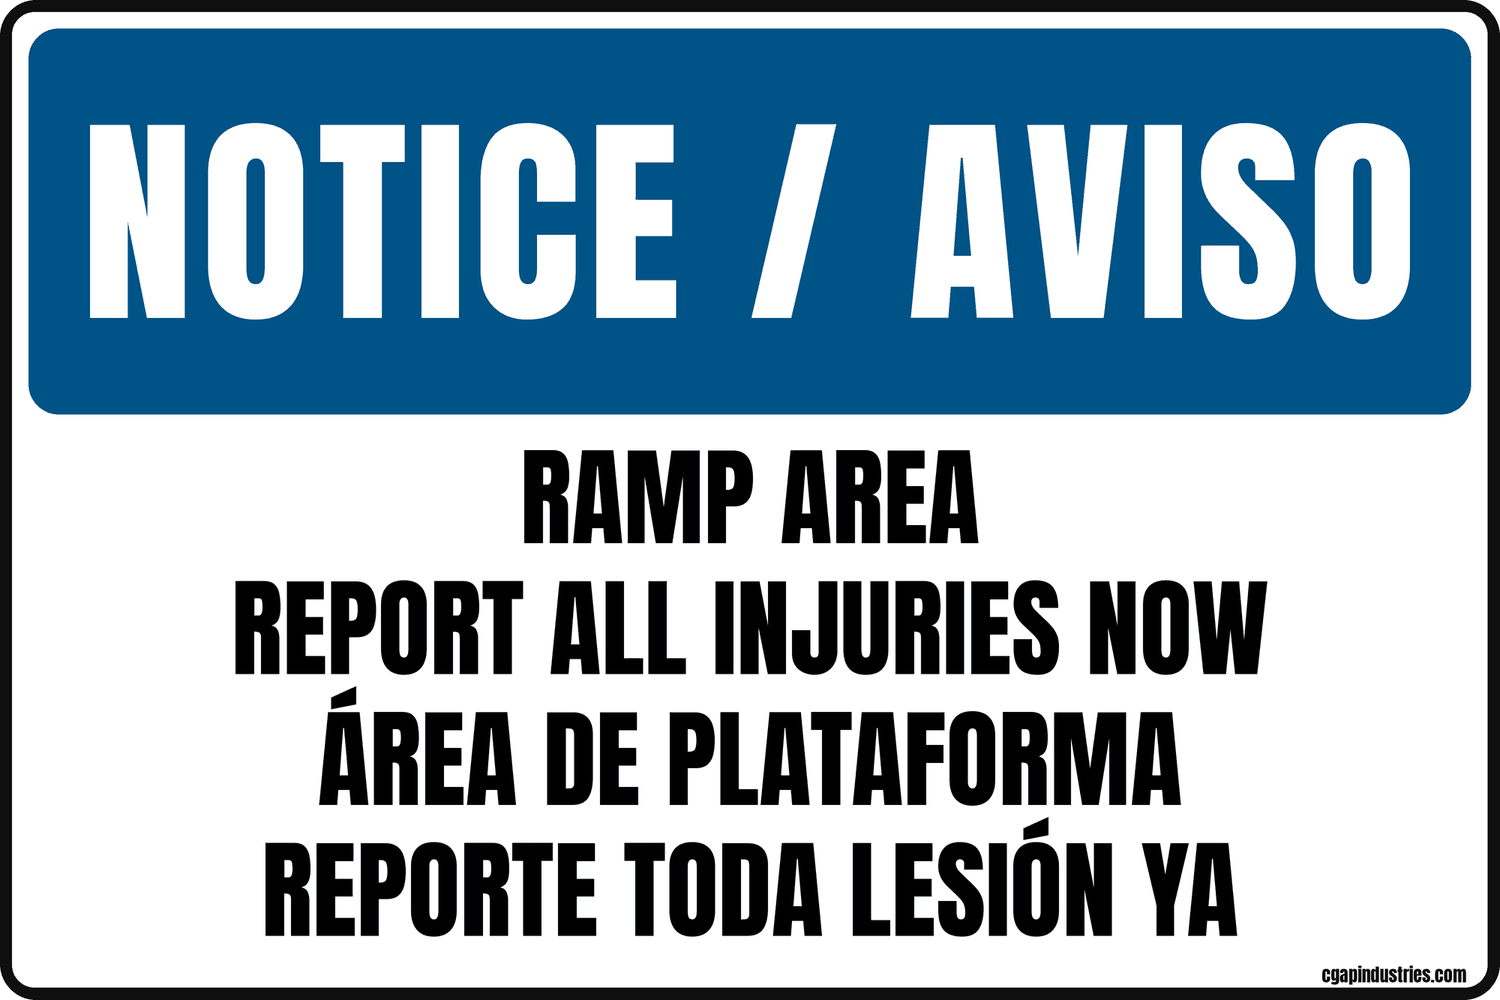 NOTICE / AVISO
RAMP AREA
REPORT ALL INJURIES NOW
ÁREA DE PLATAFORMA
REPORTE TODA LESIÓN YA
cgapindustries.com